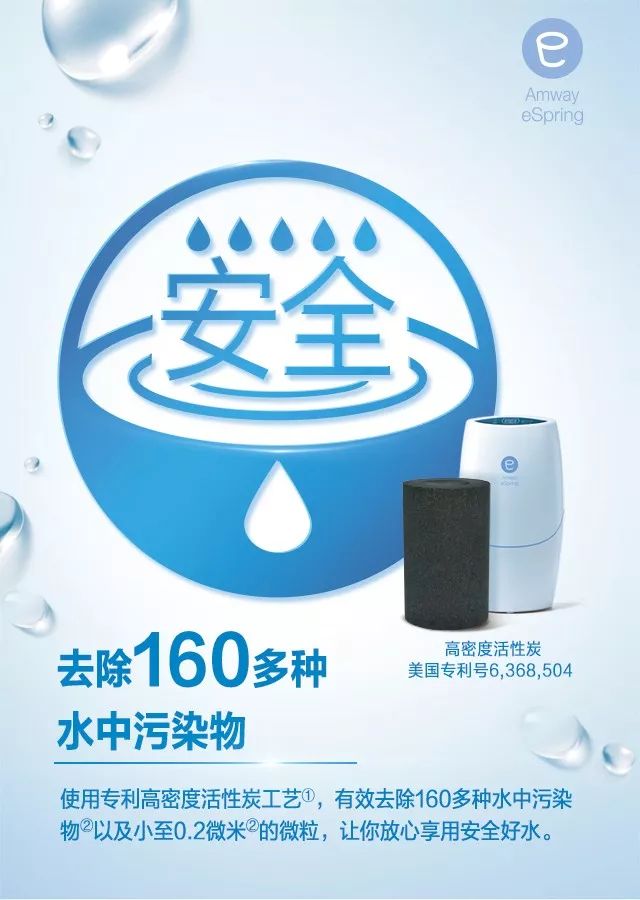 Amway
eSpring
安全
Amway
eSpring
高密度活性炭
美国专利号6,368,504
去除160多种
水中污染物
使用专利高密度活性炭工艺①，有效去除160多种水中污染
物②以及小至0.2微米②的微粒，让你放心享用安全好水。